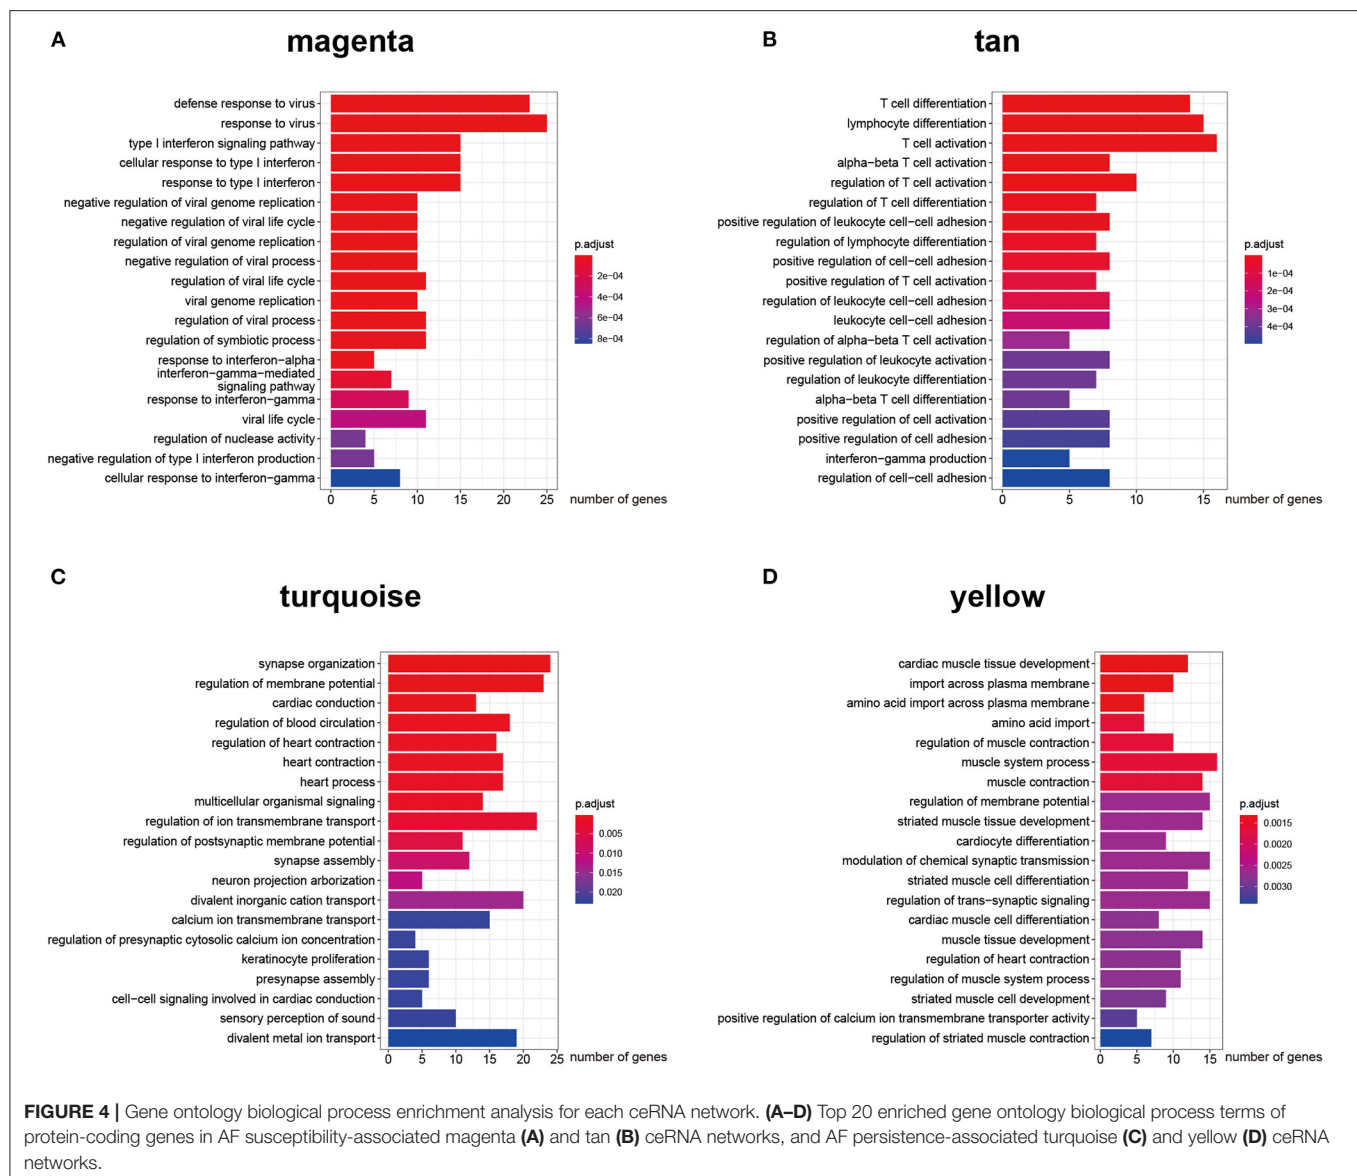 A
magenta
defense response to virus
response to virus
type I interferon signaling pathway
cellular response to type I interferon
response to type I interferon
negative regulation of viral genome replication
negative regulation of viral life cycle
regulation of viral genome replication
negative regulation of viral process
regulation of viral life cycle
viral genome replication
regulation of viral process
regulation of symbiotic process
response to interferon−alpha
interferon−gamma−mediated
signaling pathway
response to interferon−gamma
viral life cycle
regulation of nuclease activity
negative regulation of type I interferon production
cellular response to interferon−gamma
0 5 10 15 20 25
number of genes
p.adjust
2e−04
4e−04
6e−04
8e−04
B
tan
T cell differentiation
lymphocyte differentiation
T cell activation
alpha−beta T cell activation
regulation of T cell activation
regulation of T cell differentiation
positive regulation of leukocyte cell−cell adhesion
regulation of lymphocyte differentiation
positive regulation of cell−cell adhesion
positive regulation of T cell activation
regulation of leukocyte cell−cell adhesion
leukocyte cell−cell adhesion
regulation of alpha−beta T cell activation
positive regulation of leukocyte activation
regulation of leukocyte differentiation
alpha−beta T cell differentiation
positive regulation of cell activation
positive regulation of cell adhesion
interferon−gamma production
regulation of cell−cell adhesion
0 5 10 15
number of genes
p.adjust
1e−04
2e−04
3e−04
4e−04
C
turquoise
synapse organization
regulation of membrane potential
cardiac conduction
regulation of blood circulation
regulation of heart contraction
heart contraction
heart process
multicellular organismal signaling
regulation of ion transmembrane transport
regulation of postsynaptic membrane potential
synapse assembly
neuron projection arborization
divalent inorganic cation transport
calcium ion transmembrane transport
regulation of presynaptic cytosolic calcium ion concentration
keratinocyte proliferation
presynapse assembly
cell−cell signaling involved in cardiac conduction
sensory perception of sound
divalent metal ion transport
0 5 10 15 20 25
number of genes
p.adjust
0.005
0.010
0.015
0.020
D
yellow
cardiac muscle tissue development
import across plasma membrane
amino acid import across plasma membrane
amino acid import
regulation of muscle contraction
muscle system process
muscle contraction
regulation of membrane potential
striated muscle tissue development
cardiocyte differentiation
modulation of chemical synaptic transmission
striated muscle cell differentiation
regulation of trans−synaptic signaling
cardiac muscle cell differentiation
muscle tissue development
regulation of heart contraction
regulation of muscle system process
striated muscle cell development
positive regulation of calcium ion transmembrane transporter activity
regulation of striated muscle contraction
0 5 10 15
number of genes
p.adjust
0.0015
0.0020
0.0025
0.0030
FIGURE 4 | Gene ontology biological process enrichment analysis for each ceRNA network. (A–D) Top 20 enriched gene ontology biological process terms of
protein-coding genes in AF susceptibility-associated magenta (A) and tan (B) ceRNA networks, and AF persistence-associated turquoise (C) and yellow (D) ceRNA
networks.